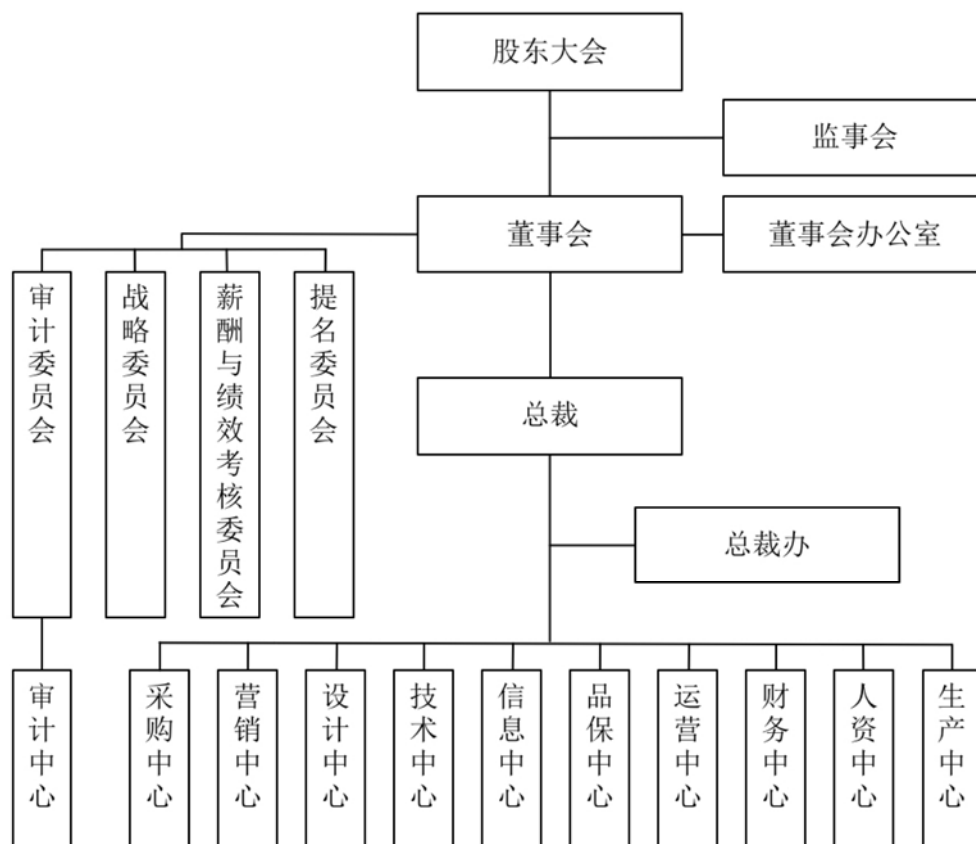 股东大会
监事会
董事会
董事会办公室
审计委员会
战略委员会
薪酬与绩效考核委员会
提名委员会
总裁
总裁办
审计中心
采购中心
营销中心
设计中心
技术中心
信息中心
品保中心
运营中心
财务中心
人资中心
生产中心